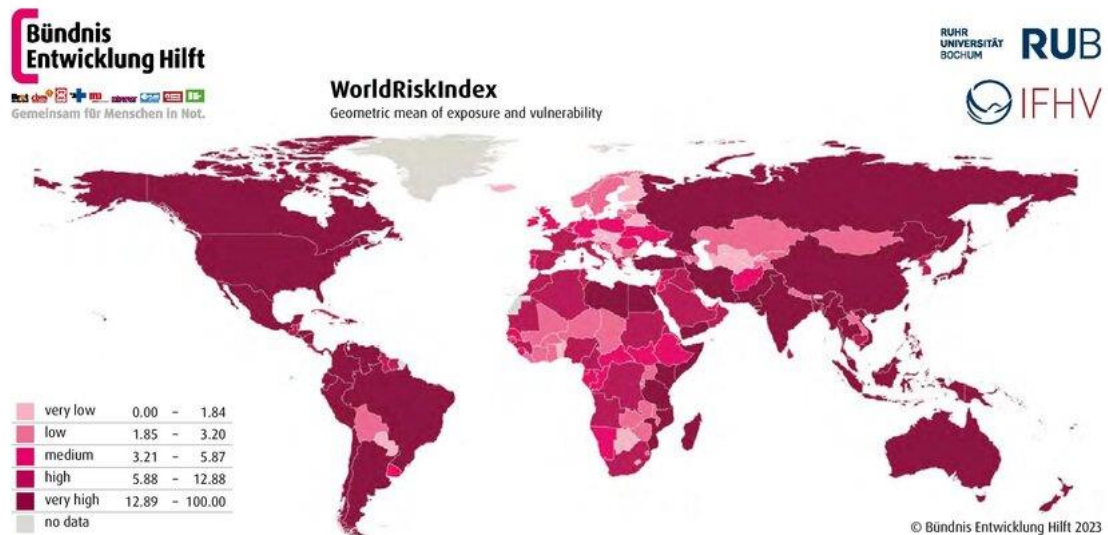 Bündnis
Entwicklung Hilft
Gemeinsam für Menschen in Not.
RUHR
UNIVERSITÄT
BOCHUM
RUB
IFHV
WorldRiskIndex
Geometric mean of exposure and vulnerability
very low 0.00 – 1.84
low 1.85 – 3.20
medium 3.21 – 5.87
high 5.88 – 12.88
very high 12.89 – 100.00
no data
© Bündnis Entwicklung Hilft 2023